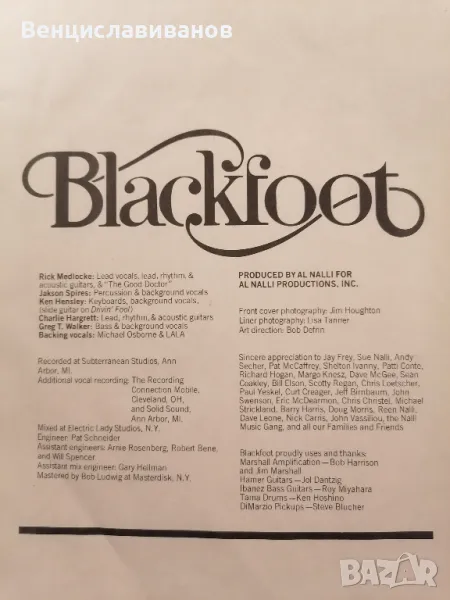 Венциславиванов
Blackfoot
Rick Medlocke: Lead vocals, lead, rhythm, &
acoustic guitars, & "The Good Doctor"
Jakson Spires: Percussion & background vocals
Ken Hensley: Keyboards, background vocals,
(slide guitar on Drivin' Fool)
Charlie Hargrett: Lead, rhythm, & acoustic guitars
Greg T. Walker: Bass & background vocals
Backing vocals: Michael Osborne & LALA
Recorded at Subterranean Studios, Ann
Arbor, MI.
Additional vocal recording: The Recording
Connection Mobile,
Cleveland, OH,
and Solid Sound,
Ann Arbor, MI.
Mixed at Electric Lady Studios, N.Y.
Engineer: Pat Schneider
Assistant engineers: Arnie Rosenberg, Robert Bene,
and Will Spencer
Assistant mix engineer: Gary Hellman
Mastered by Bob Ludwig at Masterdisk, N.Y.
PRODUCED BY AL NALLI FOR
AL NALLI PRODUCTIONS, INC.
Front cover photography: Jim Houghton
Liner photography: Lisa Tanner
Art direction: Bob Defrin
Sincere appreciation to Jay Frey, Sue Nalli, Andy
Secher, Pat McCaffrey, Shelton Ivanny, Patti Conte,
Richard Hogan, Margo Knesz, Dave McGee, Sean
Coakley, Bill Elson, Scotty Regan, Chris Loetscher,
Paul Yeskel, Curt Creager, Jeff Birnbaum, John
Swenson, Eric McDearmon, Chris Christel, Michael
Strickland, Barry Harris, Doug Morris, Reen Nalli,
Dave Leone, Nick Carris, John Vassiliou, the Nalli
Music Gang, and all our Families and Friends
Blackfoot proudly uses and thanks:
Marshall Amplification—Bob Harrison
and Jim Marshall
Hamer Guitars—Jol Dantzig
Ibanez Bass Guitars—Roy Miyahara
Tama Drums—Ken Hoshino
DiMarzio Pickups—Steve Blucher
BAZAR